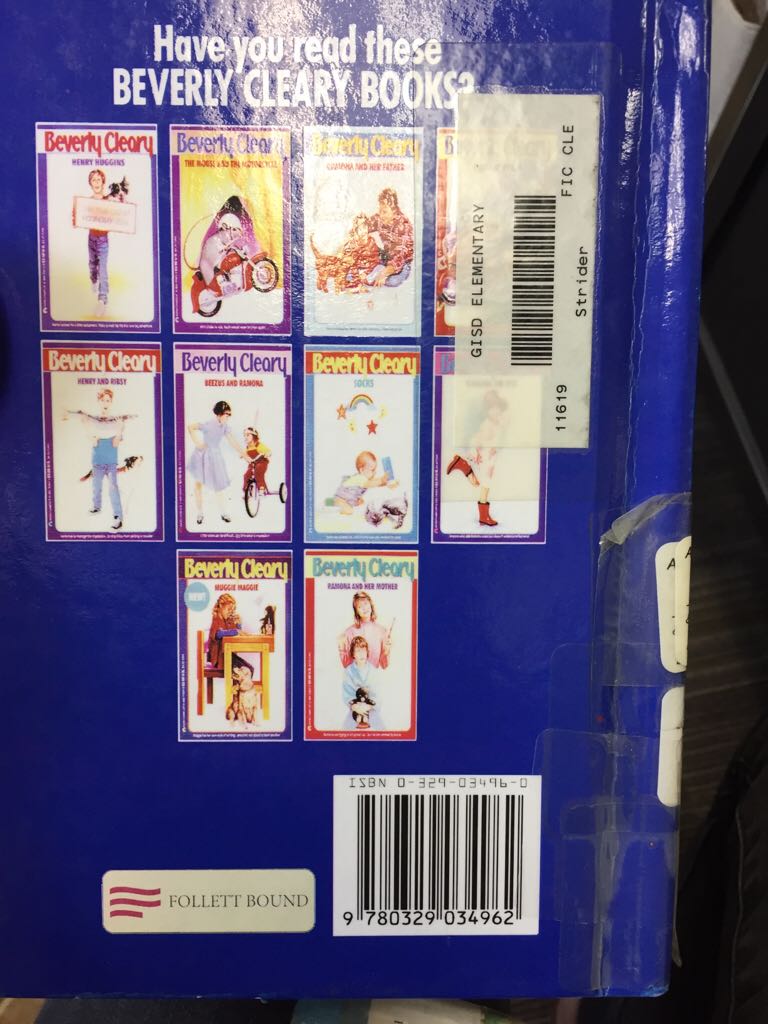 Have you read these
BEVERLY CLEARY BOOKS?
Beverly Cleary
HENRY HUGGINS
Beverly Cleary
THE MOUSE AND THE MOTORCYCLE
Beverly Cleary
RAMONA AND HER FATHER
Beverly Cleary
HENRY AND RIBSY
Beverly Cleary
BEEZUS AND RAMONA
Beverly Cleary
SOCKS
Beverly Cleary
NEW!
MUGGIE MAGGIE
Beverly Cleary
RAMONA AND HER MOTHER
GISD ELEMENTARY
11619
Strider
FIC CLE
ISBN 0-329-03496-0
9 780329 034962
FOLLETT BOUND